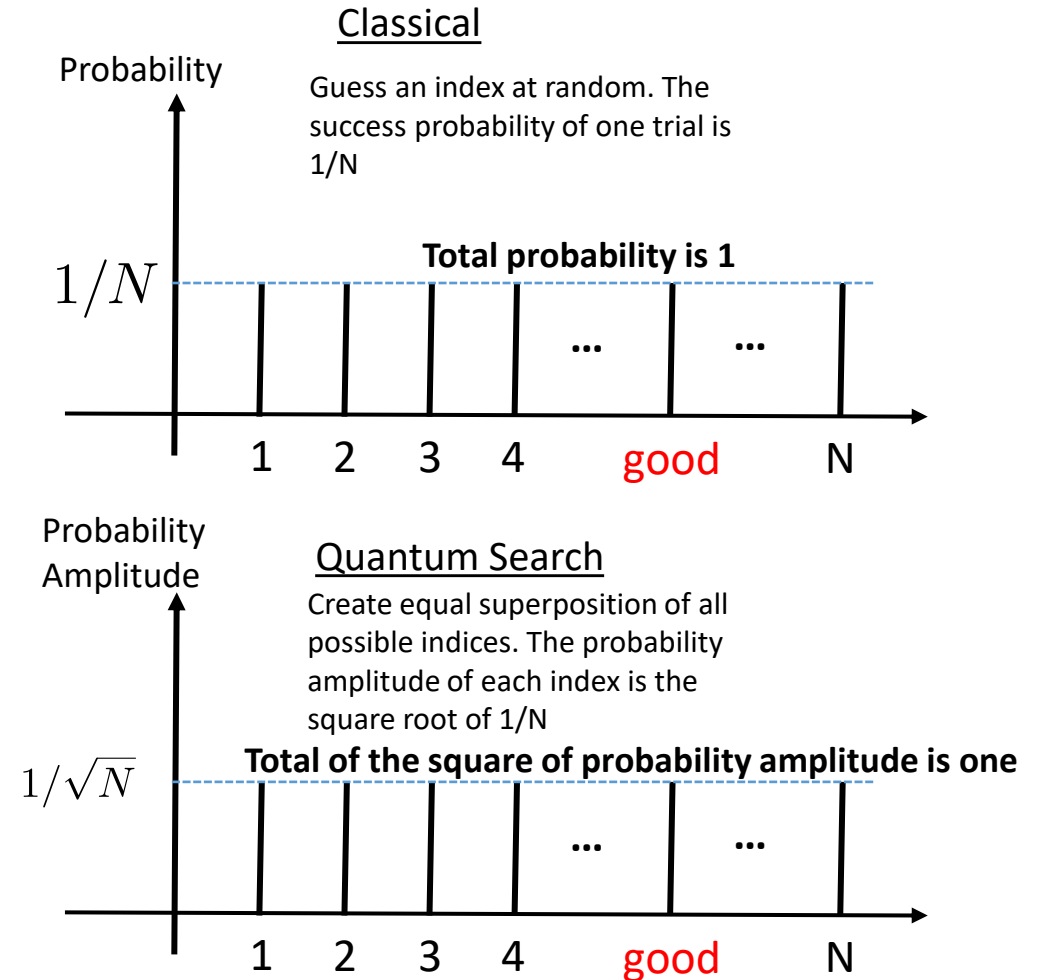 Classical
Probability
Guess an index at random. The
success probability of one trial is
1/N
Total probability is 1
1/N
... ...
1 2 3 4 good N
Probability
Amplitude
Quantum Search
Create equal superposition of all
possible indices. The probability
amplitude of each index is the
square root of 1/N
Total of the square of probability amplitude is one
1/√N
... ...
1 2 3 4 good N